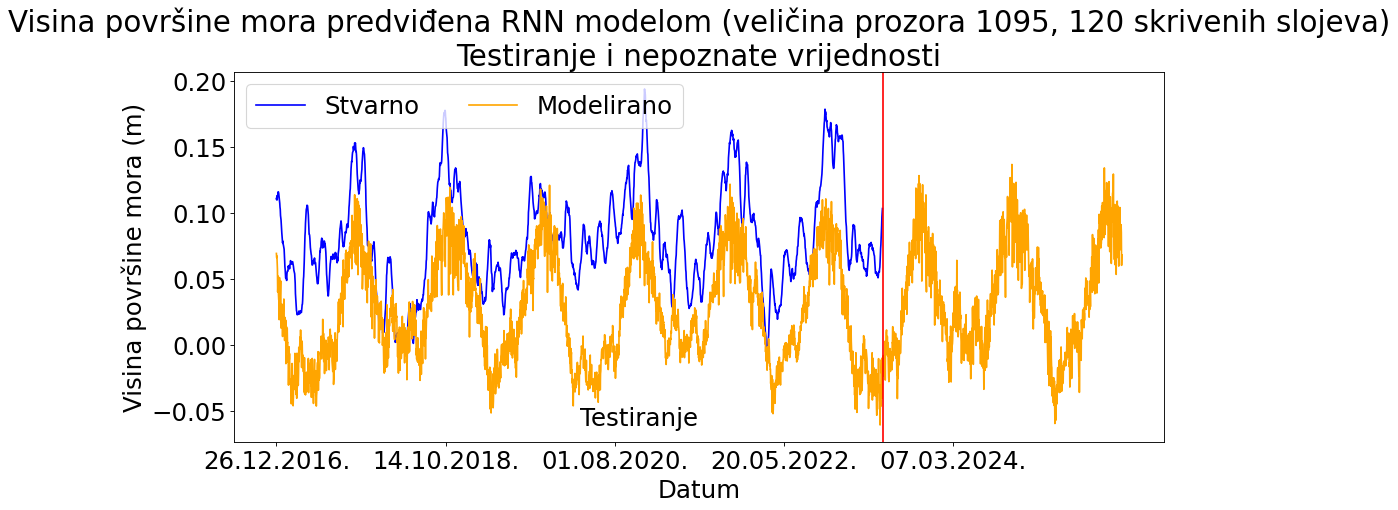 Visina površine mora predviđena RNN modelom (veličina prozora 1095, 120 skrivenih slojeva)
Testiranje i nepoznate vrijednosti
Stvarno
Modelirano
Visina površine mora (m)
0.20
0.15
0.10
0.05
0.00
−0.05
Testiranje
26.12.2016.
14.10.2018.
01.08.2020.
20.05.2022.
07.03.2024.
Datum